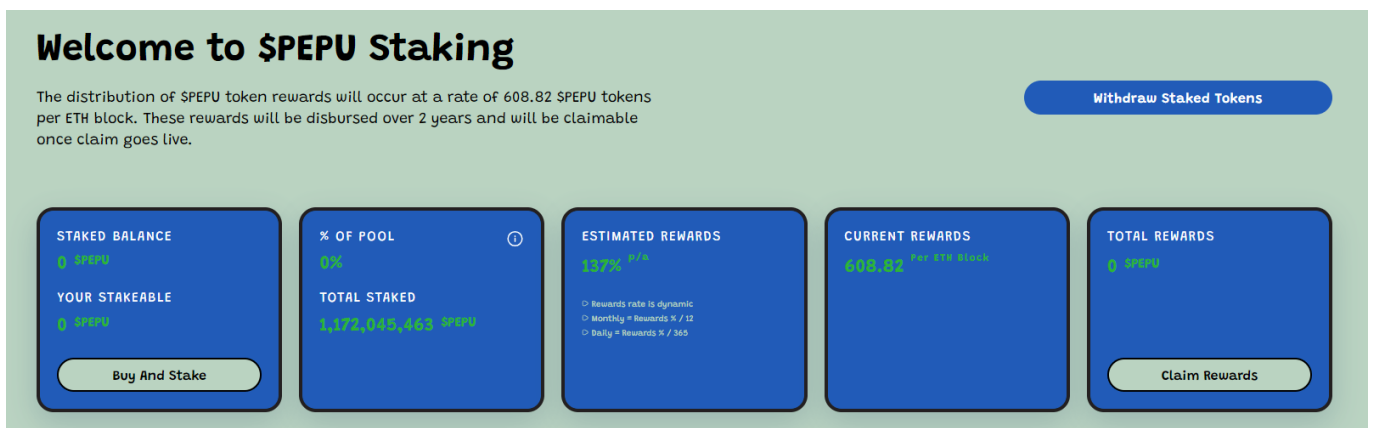 Welcome to $PEPU Staking
The distribution of $PEPU token rewards will occur at a rate of 608.82 $PEPU tokens
per ETH block. These rewards will be disbursed over 2 years and will be claimable
once claim goes live.
Withdraw Staked Tokens
STAKED BALANCE
0 $PEPU
YOUR STAKEABLE
0 $PEPU
Buy And Stake
% OF POOL
0%
TOTAL STAKED
1,172,045,463 $PEPU
ESTIMATED REWARDS
137% p/a
Rewards rate is dynamic
Monthly = Rewards % / 12
Daily = Rewards % / 365
CURRENT REWARDS
608.82 Per ETH Block
TOTAL REWARDS
0 $PEPU
Claim Rewards